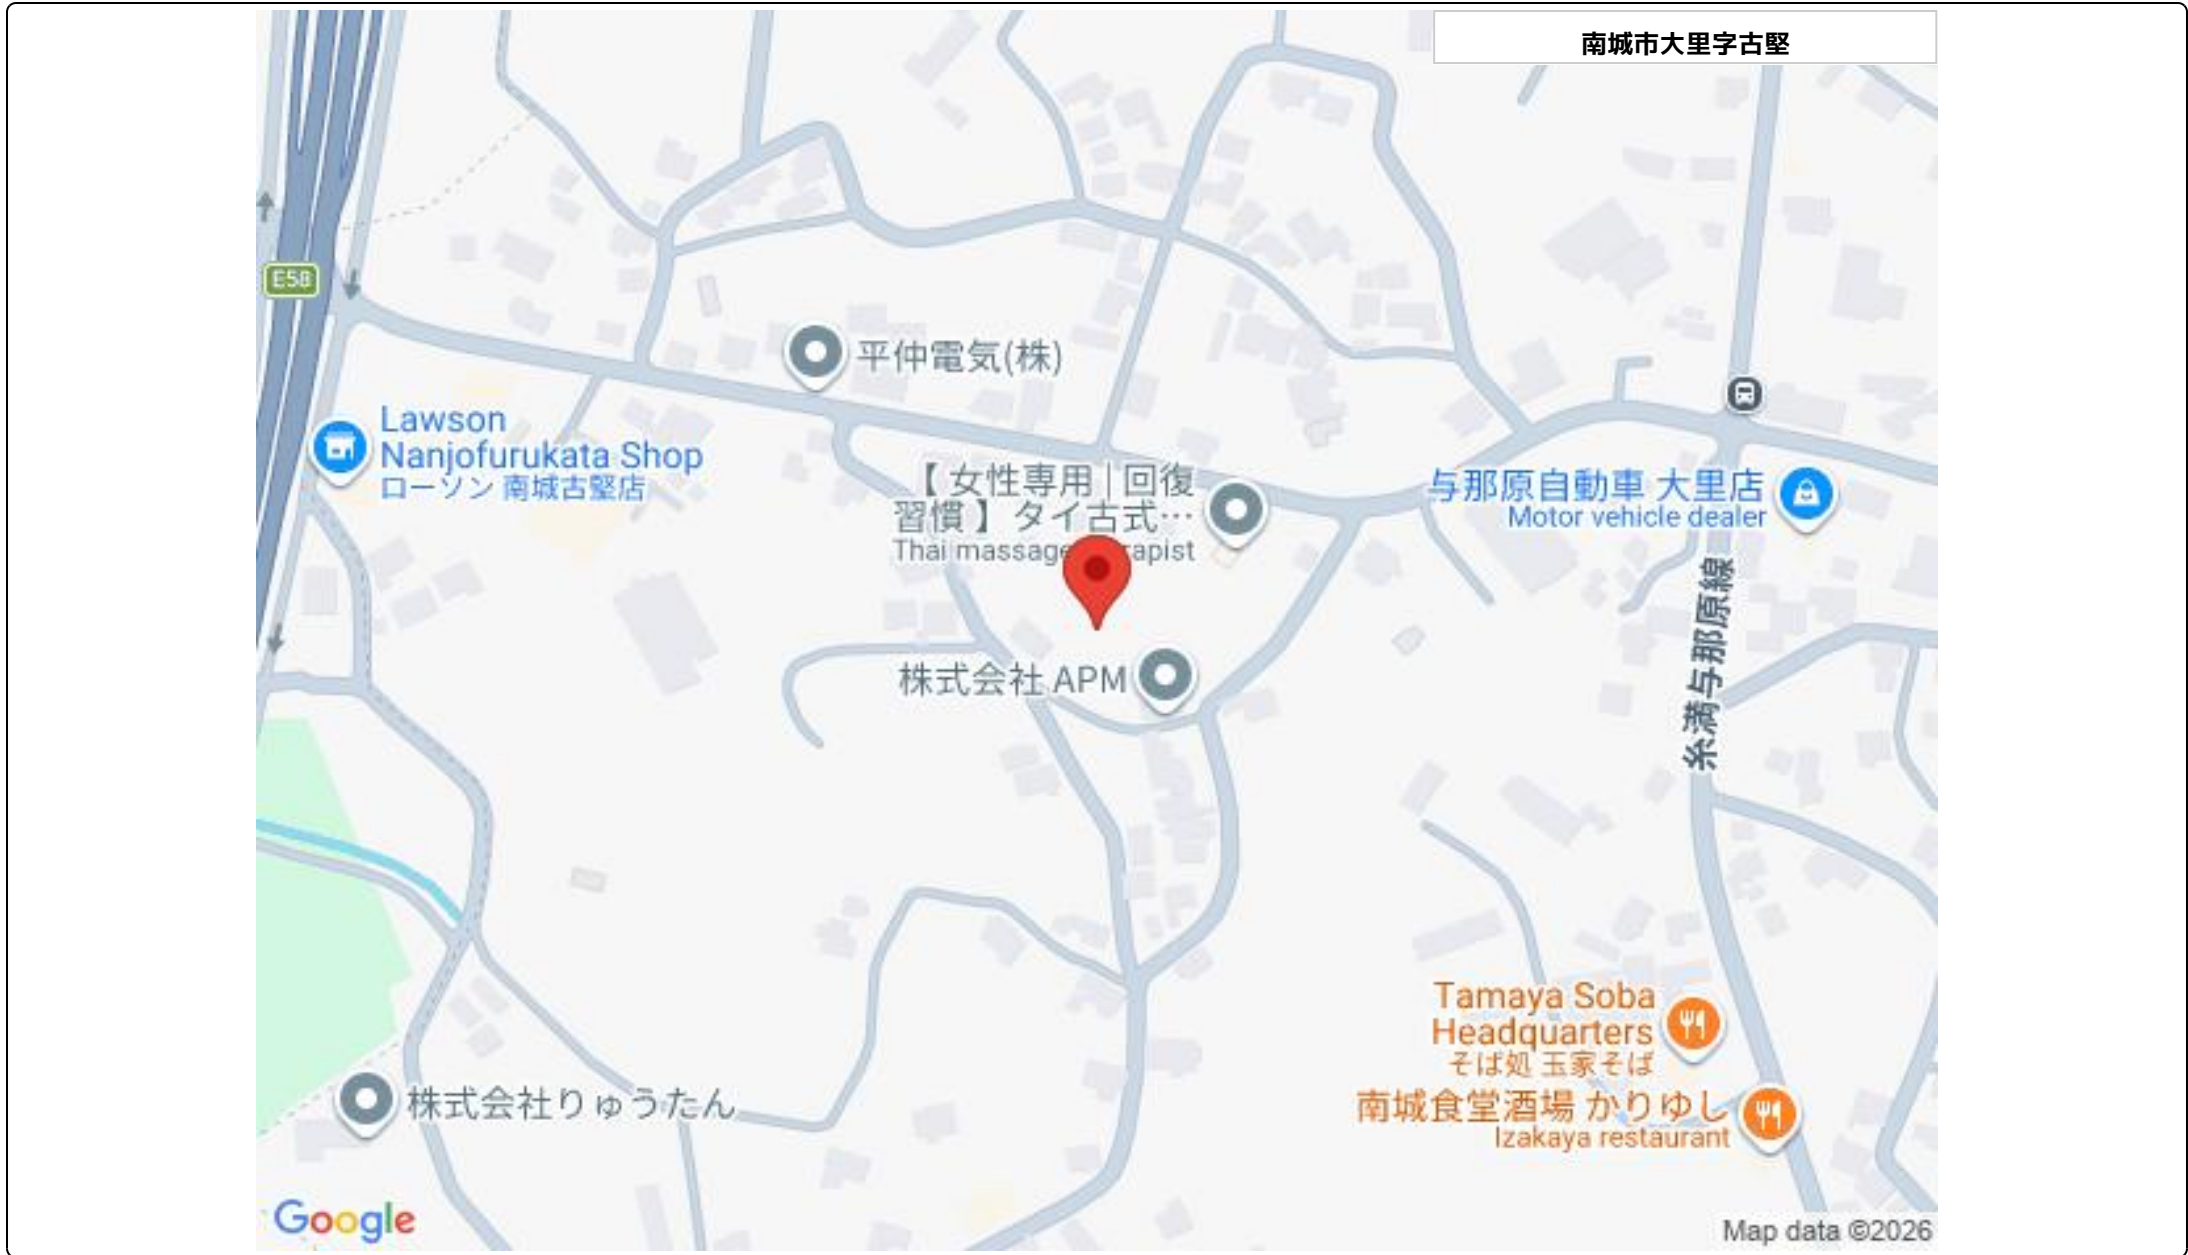 南城市大里字古堅
E58
平仲電気(株)
Lawson
Nanjofurukata Shop
ローソン 南城古堅店
【 女性専用 | 回復
習慣 】 タイ古式…
Thai massage
与那原自動車 大里店
Motor vehicle dealer
糸満与那原線
株式会社 APM
Tamaya Soba
Headquarters
そば処 玉家そば
南城食堂酒場 かりゆし
Izakaya restaurant
株式会社りゅうたん
Google
Map data ©2026